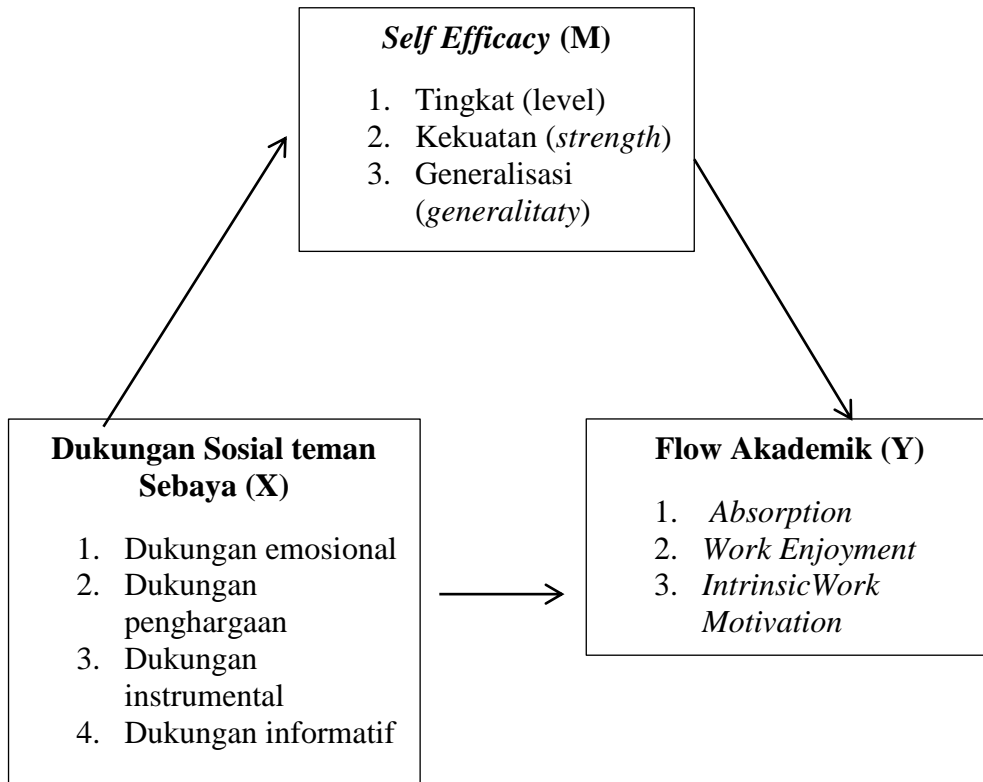 Self Efficacy (M)
1. Tingkat (level)
2. Kekuatan (strength)
3. Generalisasi
(generalitaty)
Dukungan Sosial teman
Sebaya (X)
1. Dukungan emosional
2. Dukungan
penghargaan
3. Dukungan
instrumental
4. Dukungan informatif
Flow Akademik (Y)
1. Absorption
2. Work Enjoyment
3. IntrinsicWork
Motivation